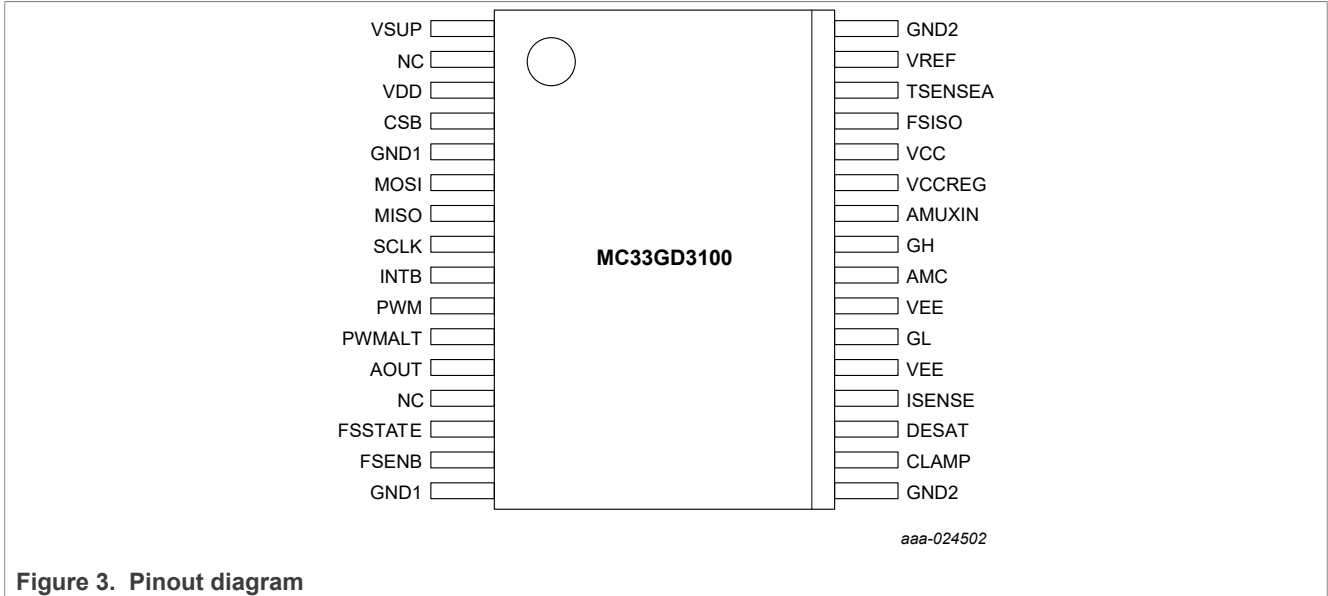 VSUP
NC
VDD
CSB
GND1
MOSI
MISO
SCLK
INTB
PWM
PWMALT
AOUT
NC
FSSTATE
FSENB
GND1
MC33GD3100
GND2
VREF
TSENSEA
FSISO
VCC
VCCREG
AMUXIN
GH
AMC
VEE
GL
VEE
ISENSE
DESAT
CLAMP
GND2
aaa-024502
Figure 3. Pinout diagram